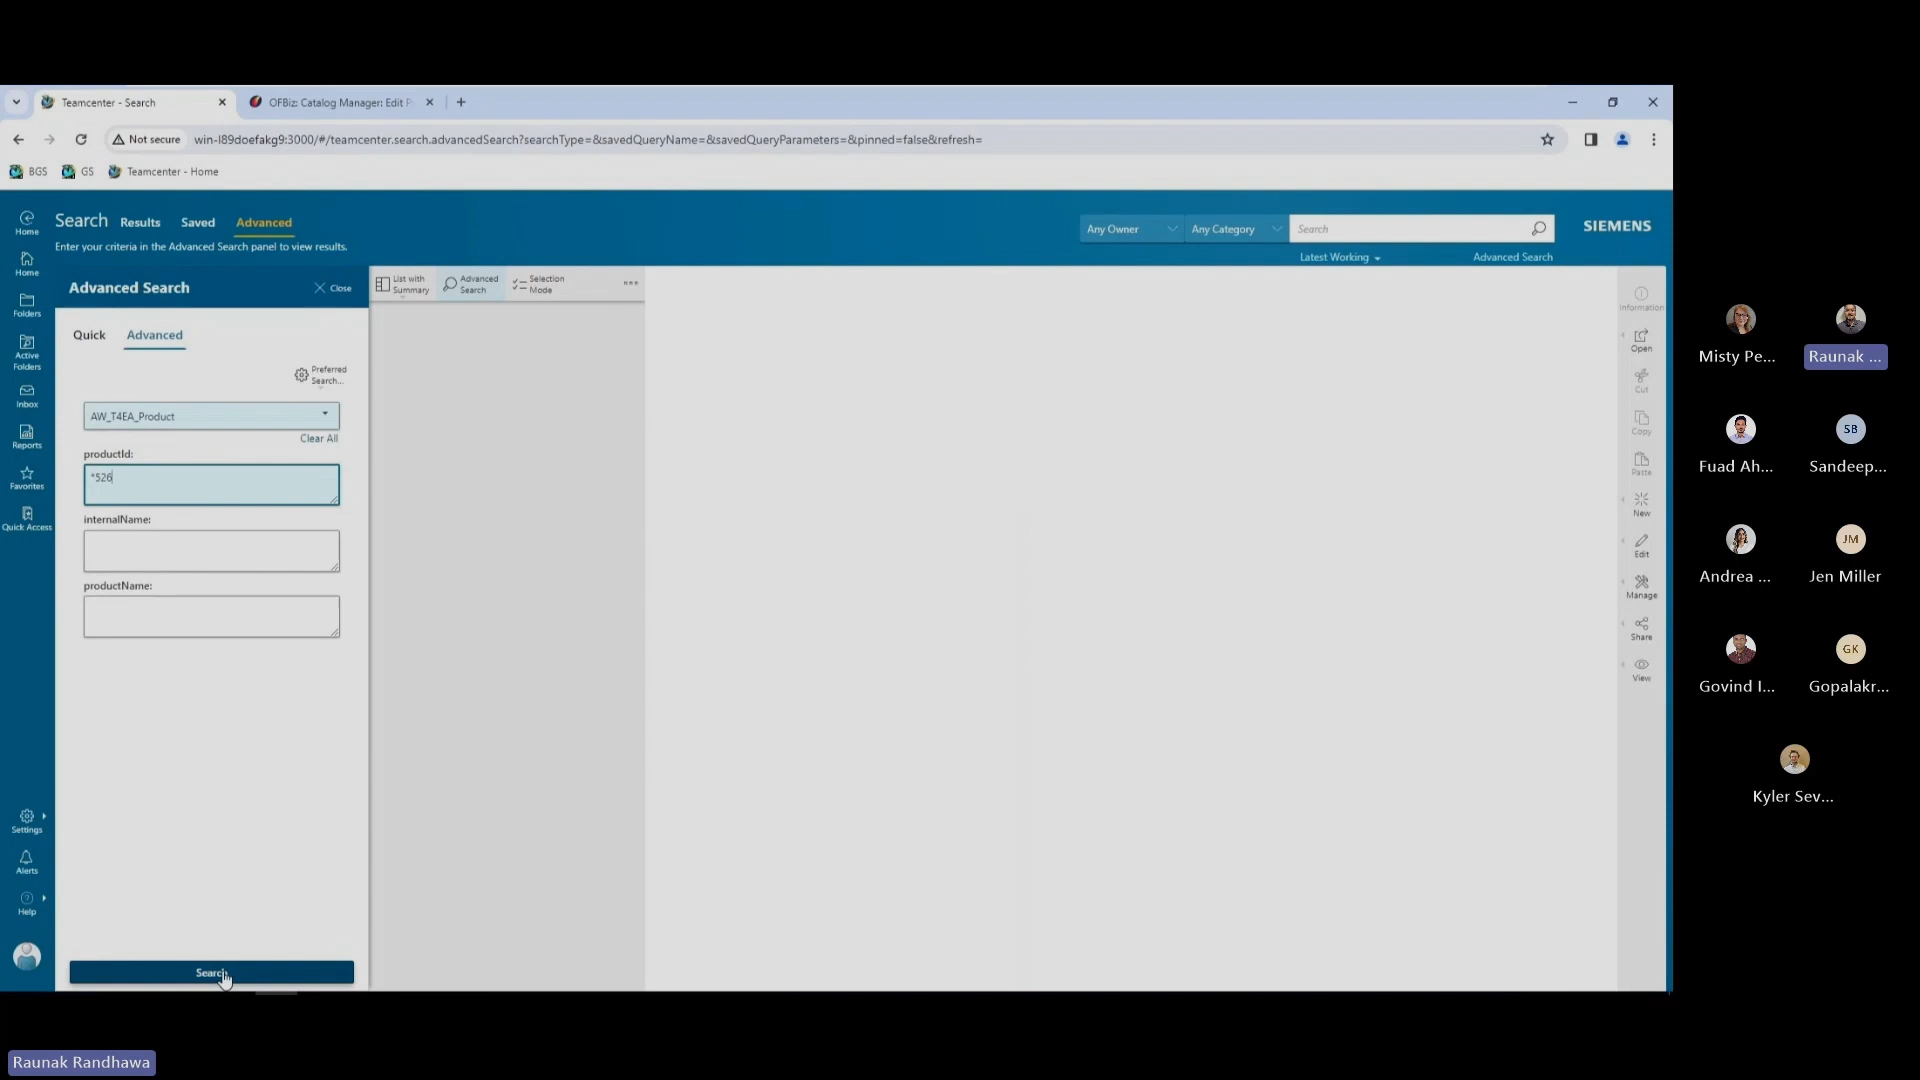 Teamcenter - Search
OFBiz: Catalog Manager: Edit P
Not secure
win-l89doefakg9:3000/#/teamcenter.search.advancedSearch?searchType=&savedQueryName=&savedQueryParameters=&pinned=false&refresh=
BGS
GS
Teamcenter - Home
Home
Home
Folders
Active
Folders
Inbox
Reports
Favorites
Quick Access
Settings
Alerts
Help
Search Results Saved Advanced
Enter your criteria in the Advanced Search panel to view results.
Any Owner
Any Category
Search
SIEMENS
Latest Working
Advanced Search
Advanced Search
Close
Quick
Advanced
Preferred
Search...
AW_T4EA_Product
Clear All
productId:
*526
internalName:
productName:
Search
List with
Summary
Advanced
Search
Selection
Mode
Information
Open
Cut
Copy
Paste
New
Edit
Manage
Share
View
Misty Pe...
Raunak ...
Fuad Ah...
SB
Sandeep...
Andrea ...
JM
Jen Miller
Govind I...
GK
Gopalakr...
Kyler Sev...
Raunak Randhawa